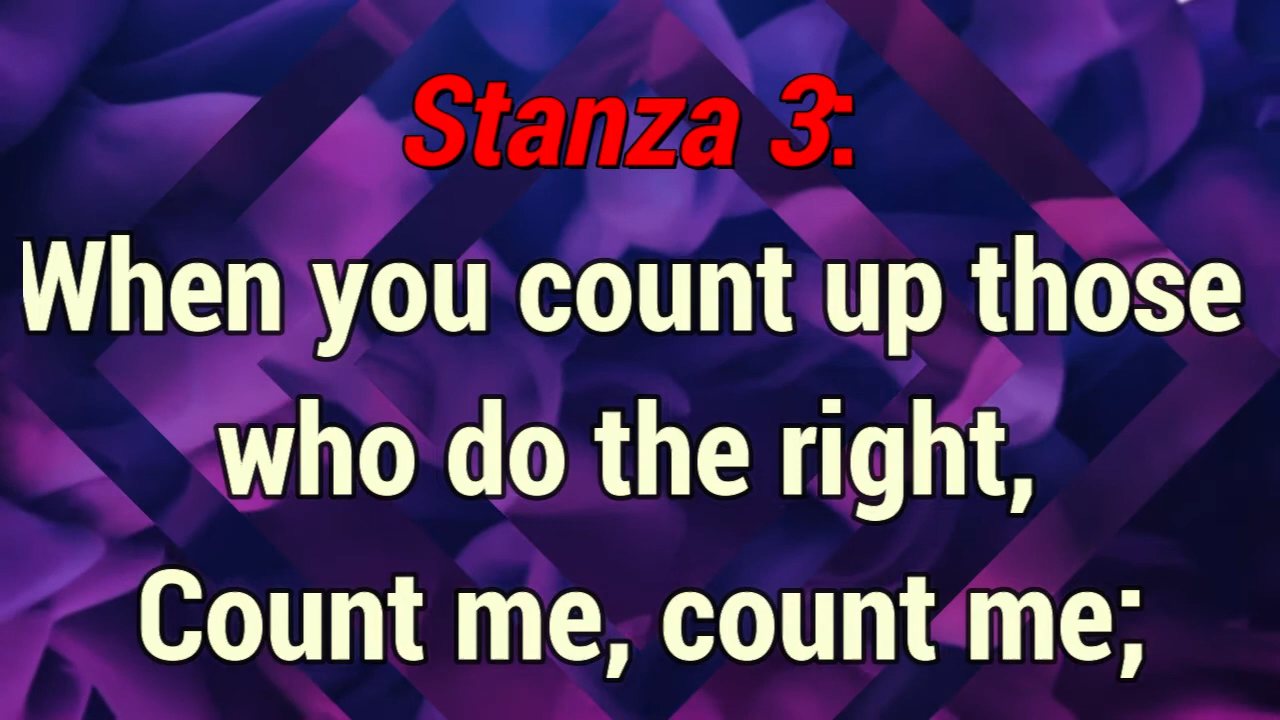 Stanza 3:
When you count up those
who do the right,
Count me, count me;